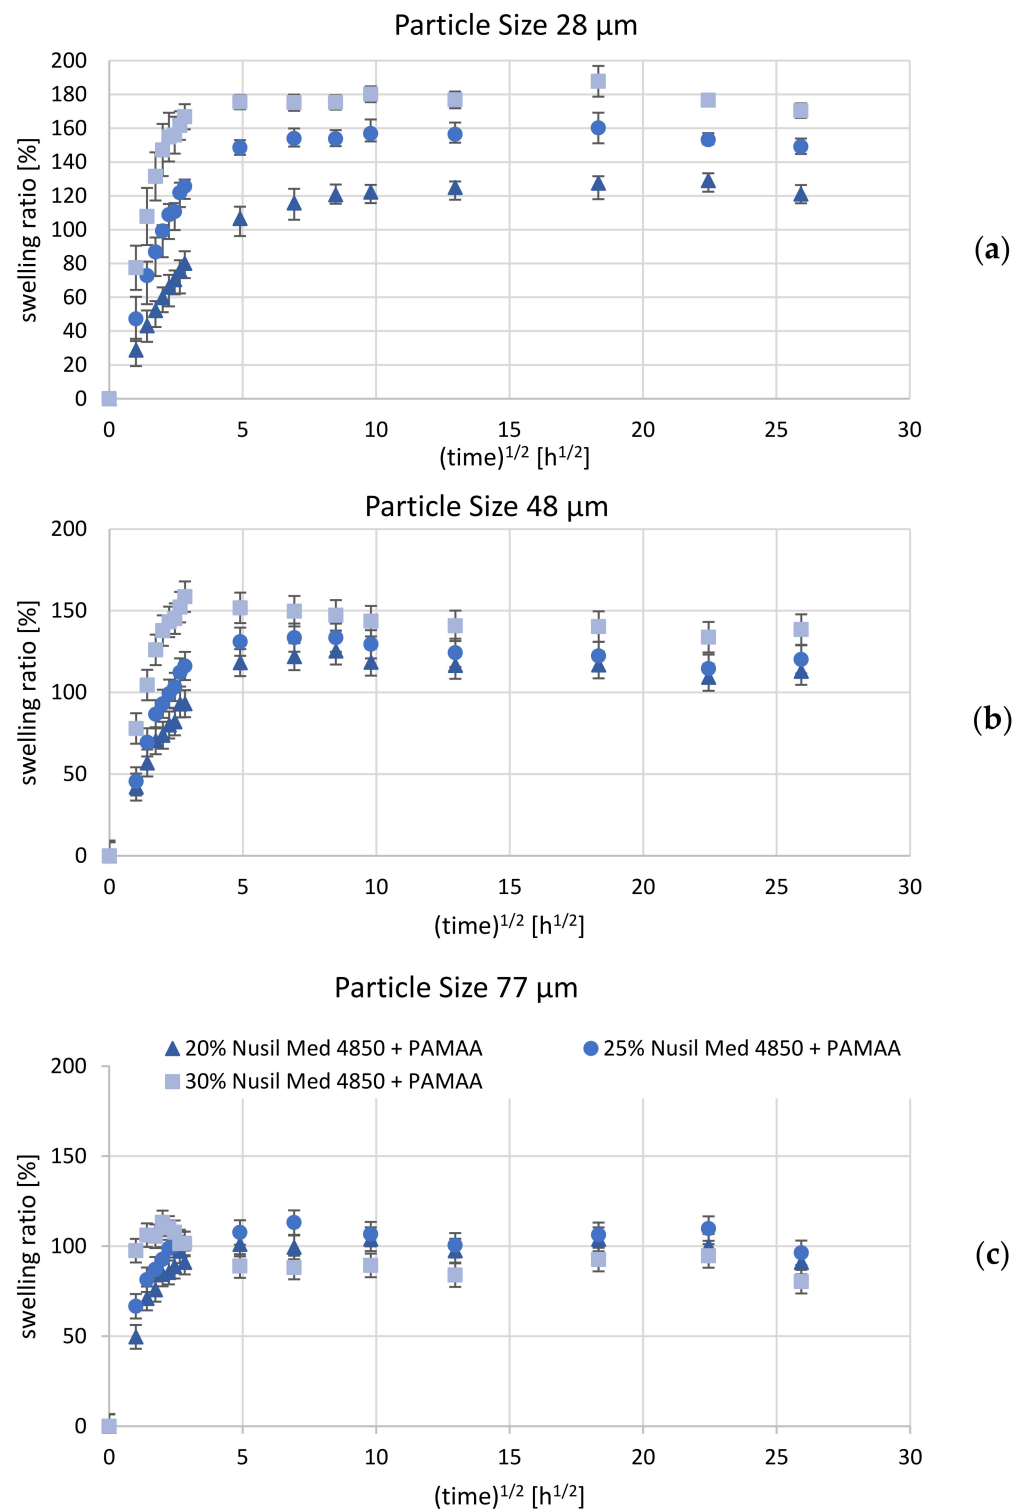 Particle Size 28 µm
200
180
160
140
120
100
80
60
40
20
0
swelling ratio [%]
0 5 10 15 20 25 30
(time)1/2 [h1/2]
(a)
Particle Size 48 µm
200
150
100
50
0
swelling ratio [%]
0 5 10 15 20 25 30
(time)1/2 [h1/2]
(b)
Particle Size 77 µm
20% Nusil Med 4850 + PAMAA 25% Nusil Med 4850 + PAMAA
30% Nusil Med 4850 + PAMAA
200
150
100
50
0
swelling ratio [%]
0 5 10 15 20 25 30
(time)1/2 [h1/2]
(c)